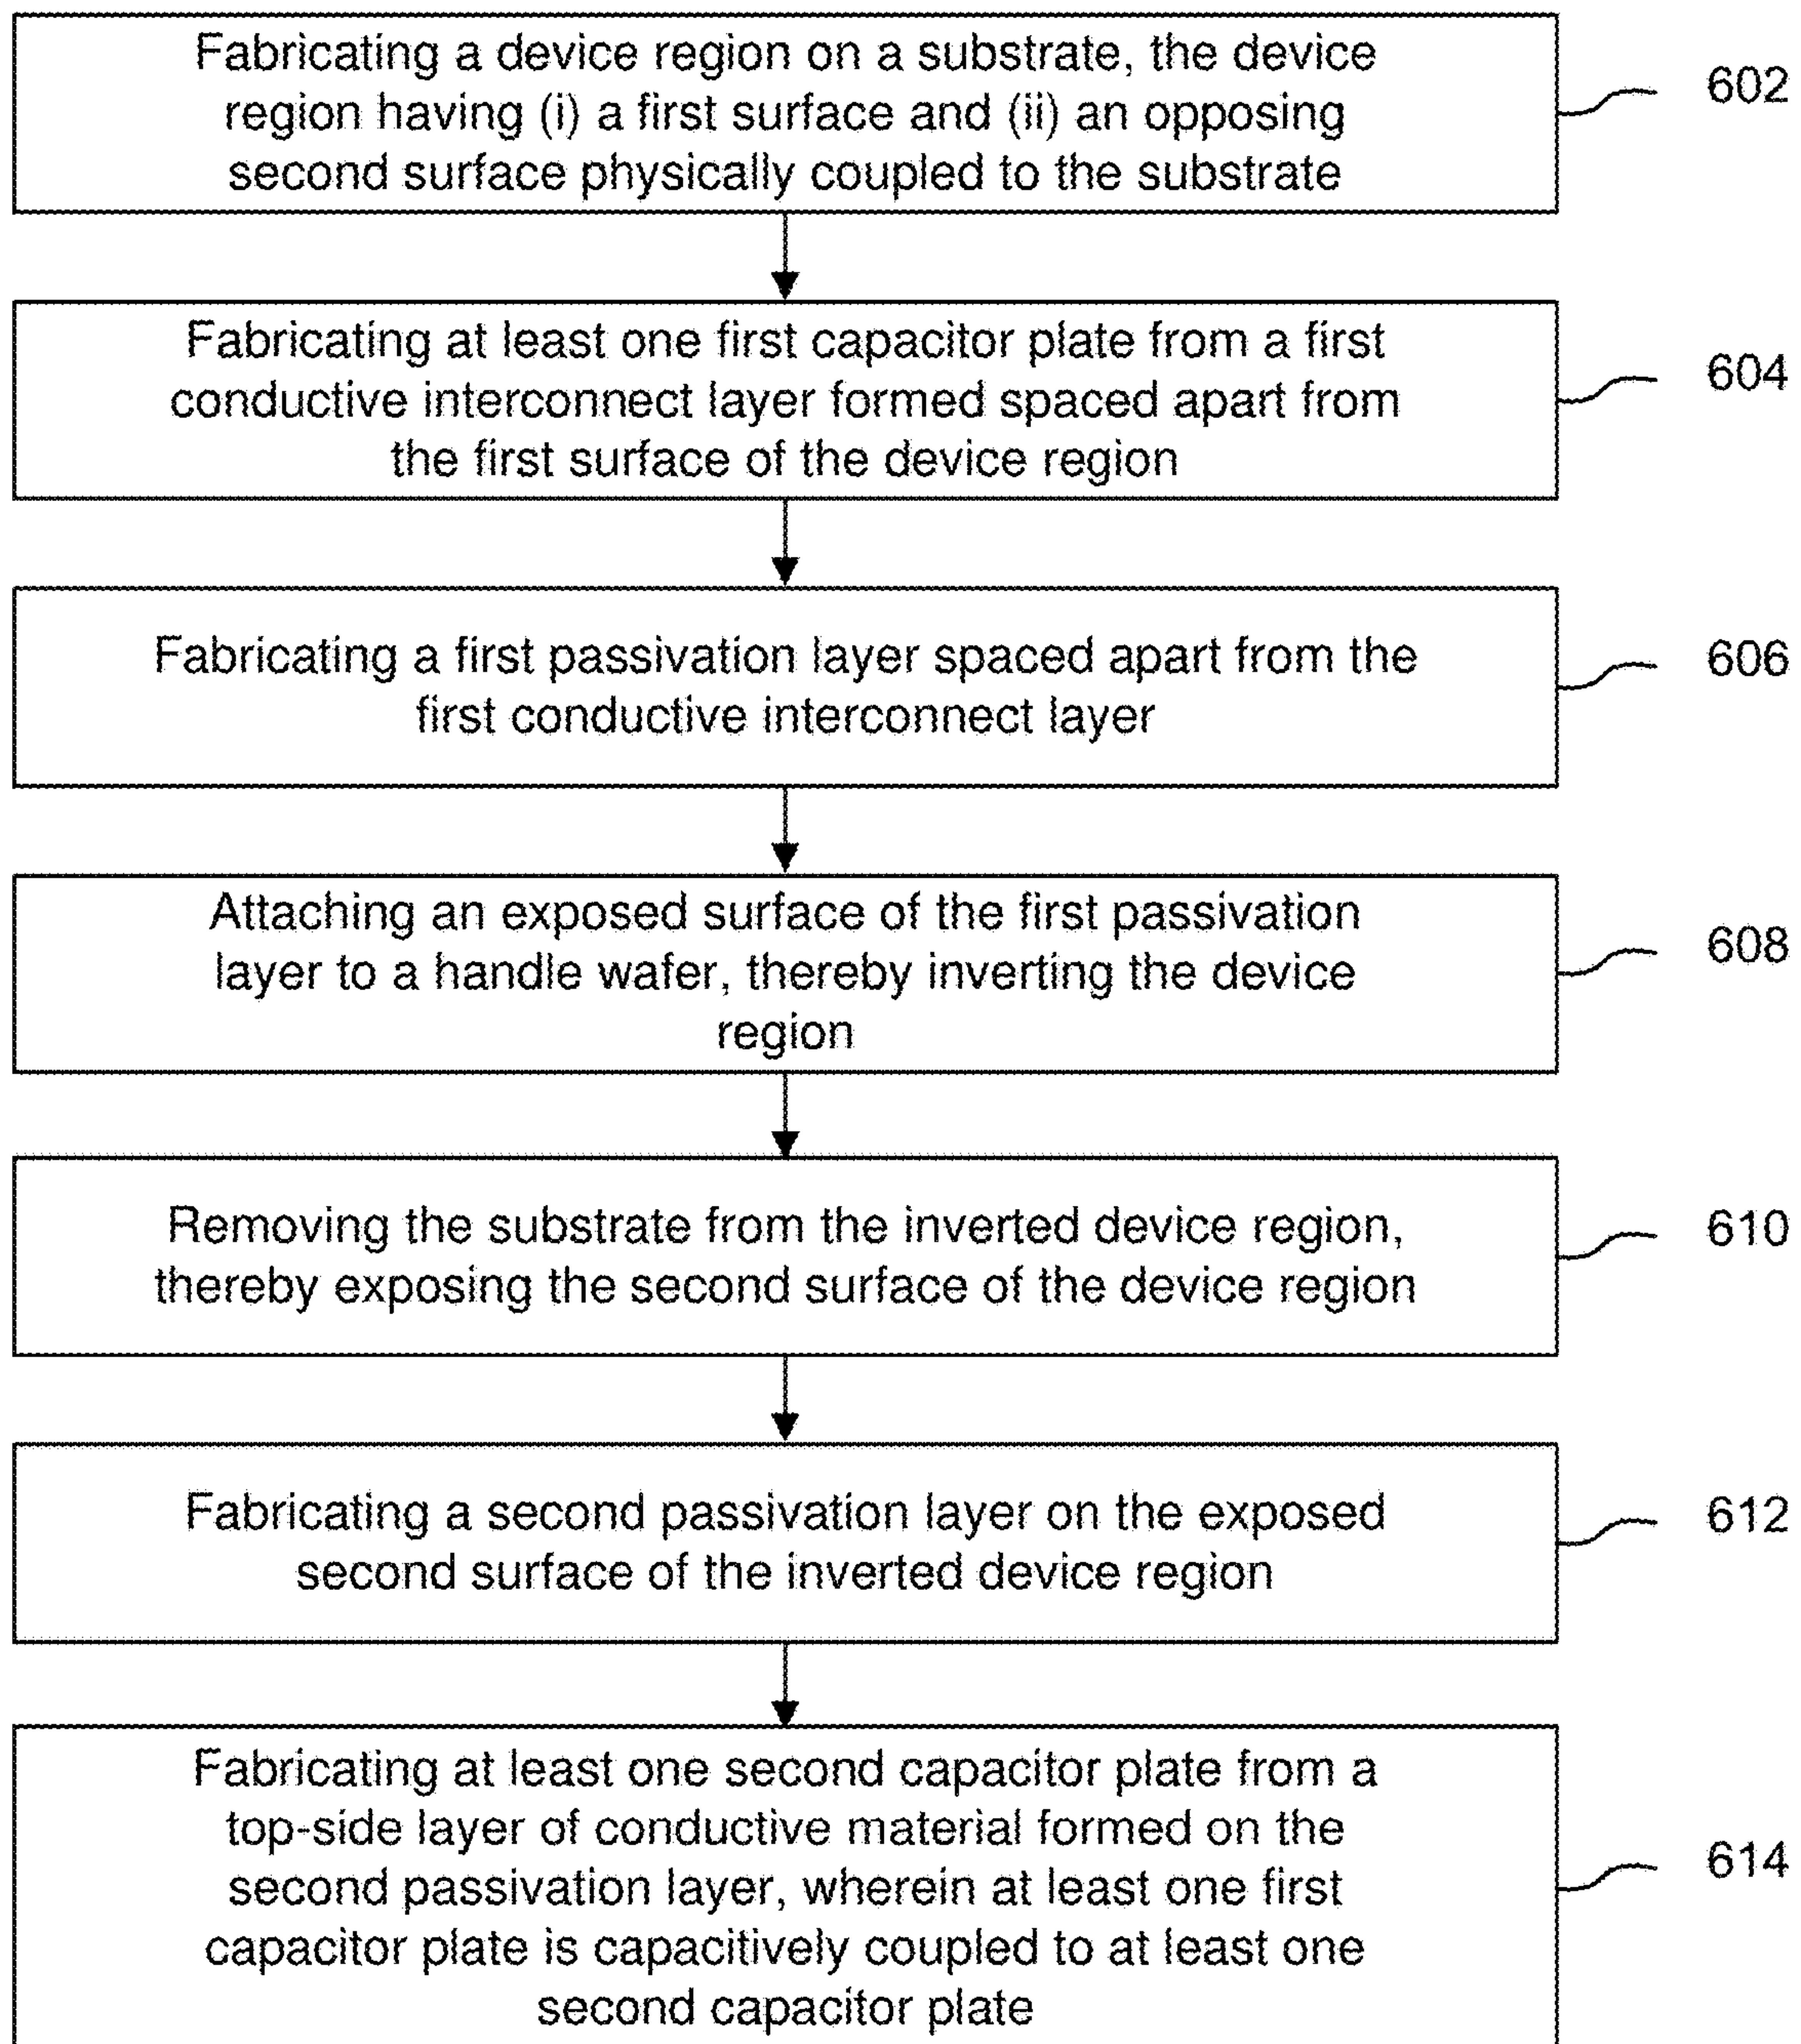 Fabricating a device region on a substrate, the device
region having (i) a first surface and (ii) an opposing
second surface physically coupled to the substrate
602
Fabricating at least one first capacitor plate from a first
conductive interconnect layer formed spaced apart from
the first surface of the device region
604
Fabricating a first passivation layer spaced apart from the
first conductive interconnect layer
606
Attaching an exposed surface of the first passivation
layer to a handle wafer, thereby inverting the device
region
608
Removing the substrate from the inverted device region,
thereby exposing the second surface of the device region
610
Fabricating a second passivation layer on the exposed
second surface of the inverted device region
612
Fabricating at least one second capacitor plate from a
top-side layer of conductive material formed on the
second passivation layer, wherein at least one first
capacitor plate is capacitively coupled to at least one
second capacitor plate
614